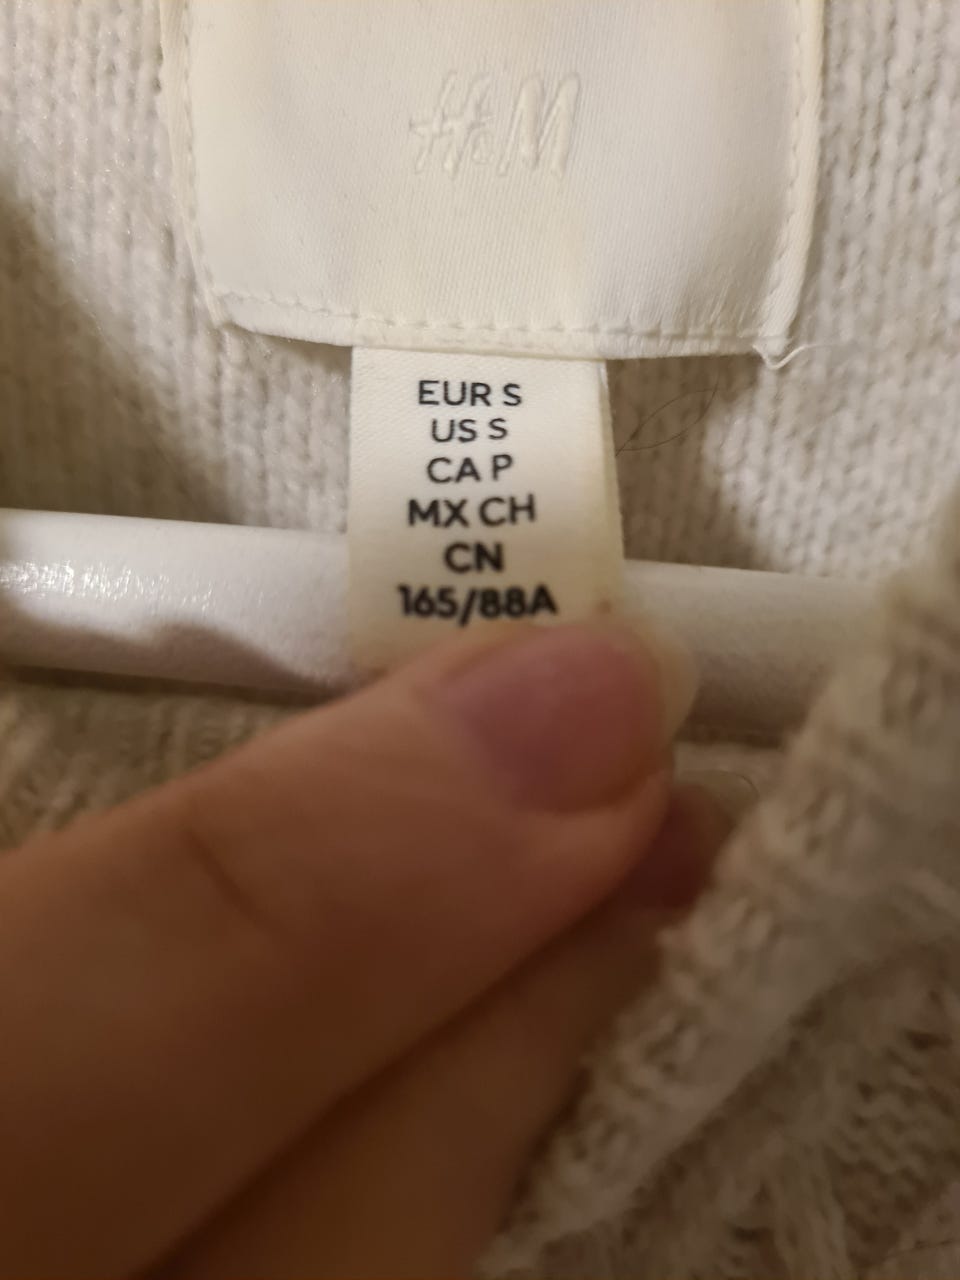 H&M
EUR S
US S
CA P
MX CH
CN
165/88A